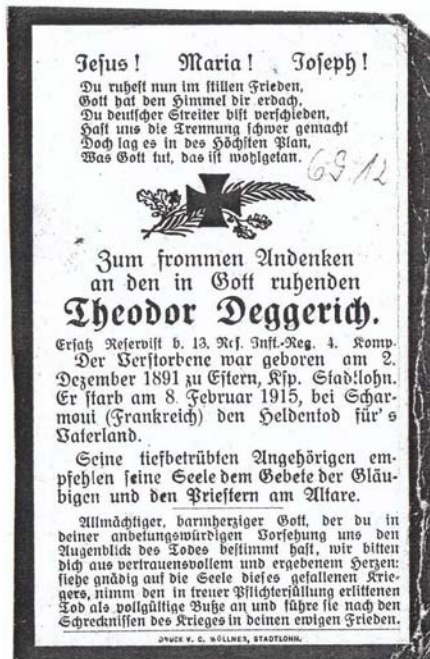 Jesus! Maria! Joseph!
Du ruhest nun im stillen Frieden,
Gott hat den Himmel dir erdach,
Du deutscher Streiter bist verschieden,
Hast uns die Trennung schwer gemacht
Doch lag es in des Höchsten Plan,
Was Gott tut, das ist wohlgetan.
69 12
Zum frommen Andenken
an den in Gott ruhenden
Theodor Deggerich.
Ersatz Reservist b. 13. Res. Inft.-Reg. 4. Komp.
Der Verstorbene war geboren am 2.
Dezember 1891 zu Estern, Ksp. Stadtlohn.
Er starb am 8. Februar 1915, bei Schar-
moui (Frankreich) den Heldentod für's
Vaterland.
Seine tiefbetrübten Angehörigen em-
pfehlen seine Seele dem Gebete der Gläu-
bigen und den Priestern am Altare.
Allmächtiger, barmherziger Gott, der du in
deiner anbetungswürdigen Vorsehung uns den
Augenblick des Todes bestimmt hast, wir bitten
dich aus vertrauensvollem und ergebenem Herzen:
siehe gnädig auf die Seele dieses gefallenen Krie-
gers, nimm den in treuer Pflichterfüllung erlittenen
Tod als vollgültige Buße an und führe sie nach den
Schrecknissen des Krieges in deinen ewigen Frieden.
DRUCK V. C. WÜLLNER, STADTLOHN.